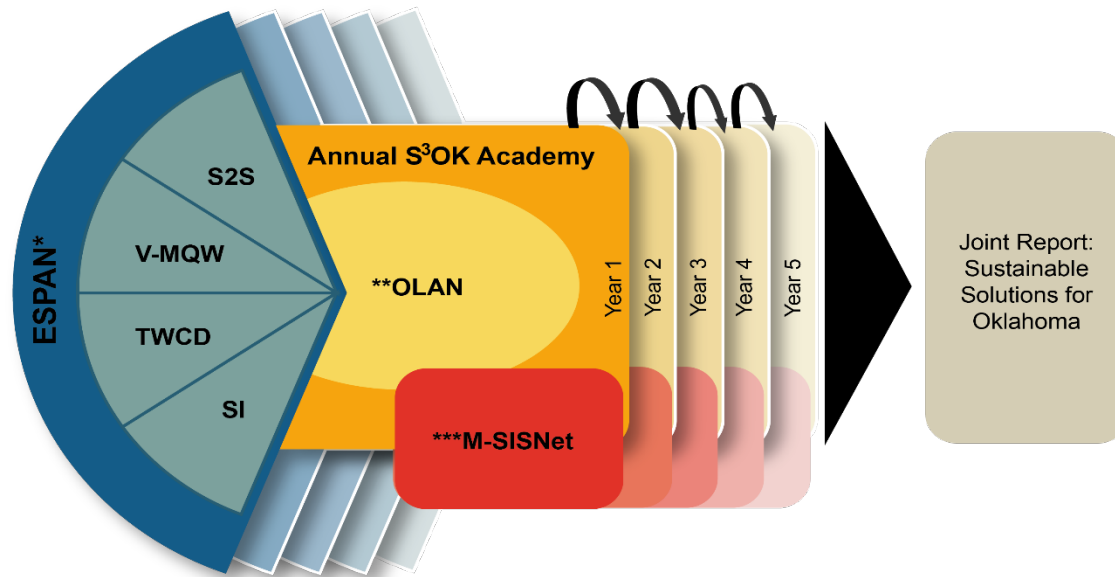 ESPAN*
S2S
V-MQW
TWCD
SI
Annual S³OK Academy
**OLAN
***M-SISNet
Year 1
Year 2
Year 3
Year 4
Year 5
Joint Report:
Sustainable
Solutions for
Oklahoma